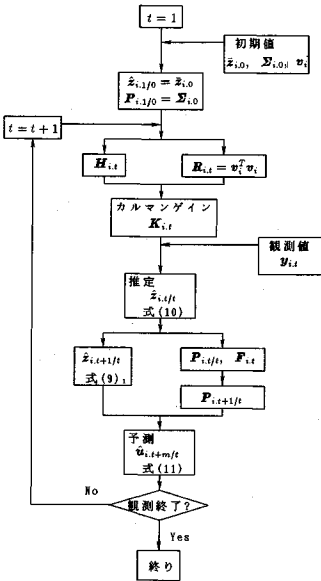 t=1
初期値
z̄i.0, Σi.0, vi
ẑi.1/0=z̄i.0
Pi.1/0=Σi.0
t=t+1
Hi.t
Ri.t=viTvi
カルマンゲイン
Ki.t
観測値
yi.t
推定
ẑi.t/t
式(10)
ẑi.t+1/t
式(9)
Pi.t/t, Fi.t
Pi.t+1/t
予測
ûi.t+m/t
式(11)
No
観測終了?
Yes
終り